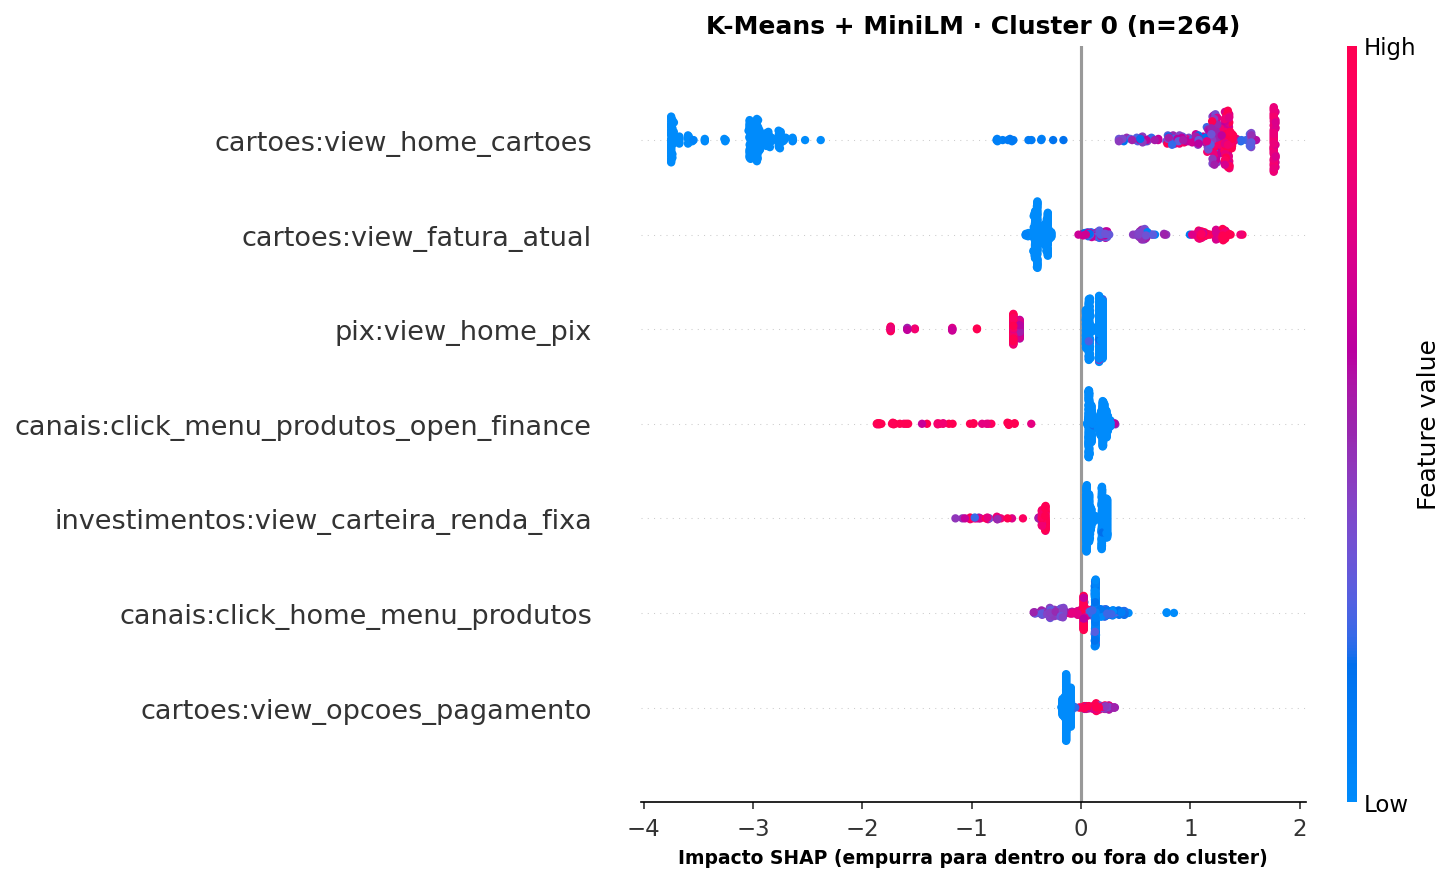 K-Means + MiniLM · Cluster 0 (n=264)
High
cartoes:view_home_cartoes
cartoes:view_fatura_atual
pix:view_home_pix
canais:click_menu_produtos_open_finance
investimentos:view_carteira_renda_fixa
canais:click_home_menu_produtos
cartoes:view_opcoes_pagamento
Feature value
Low
−4 −3 −2 −1 0 1 2
Impacto SHAP (empurra para dentro ou fora do cluster)